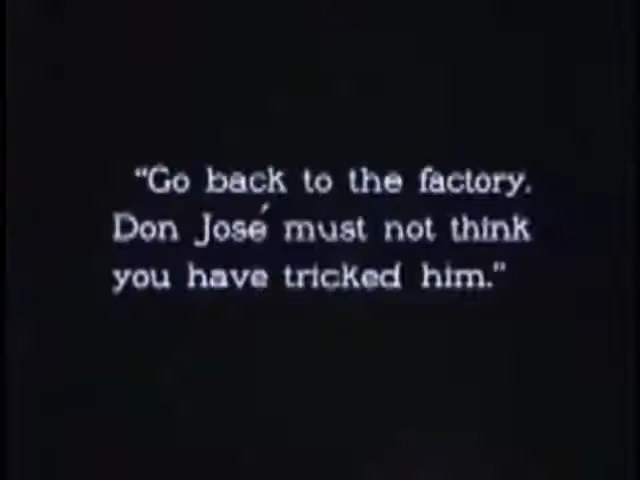 "Go back to the factory.
Don José must not think
you have tricked him."